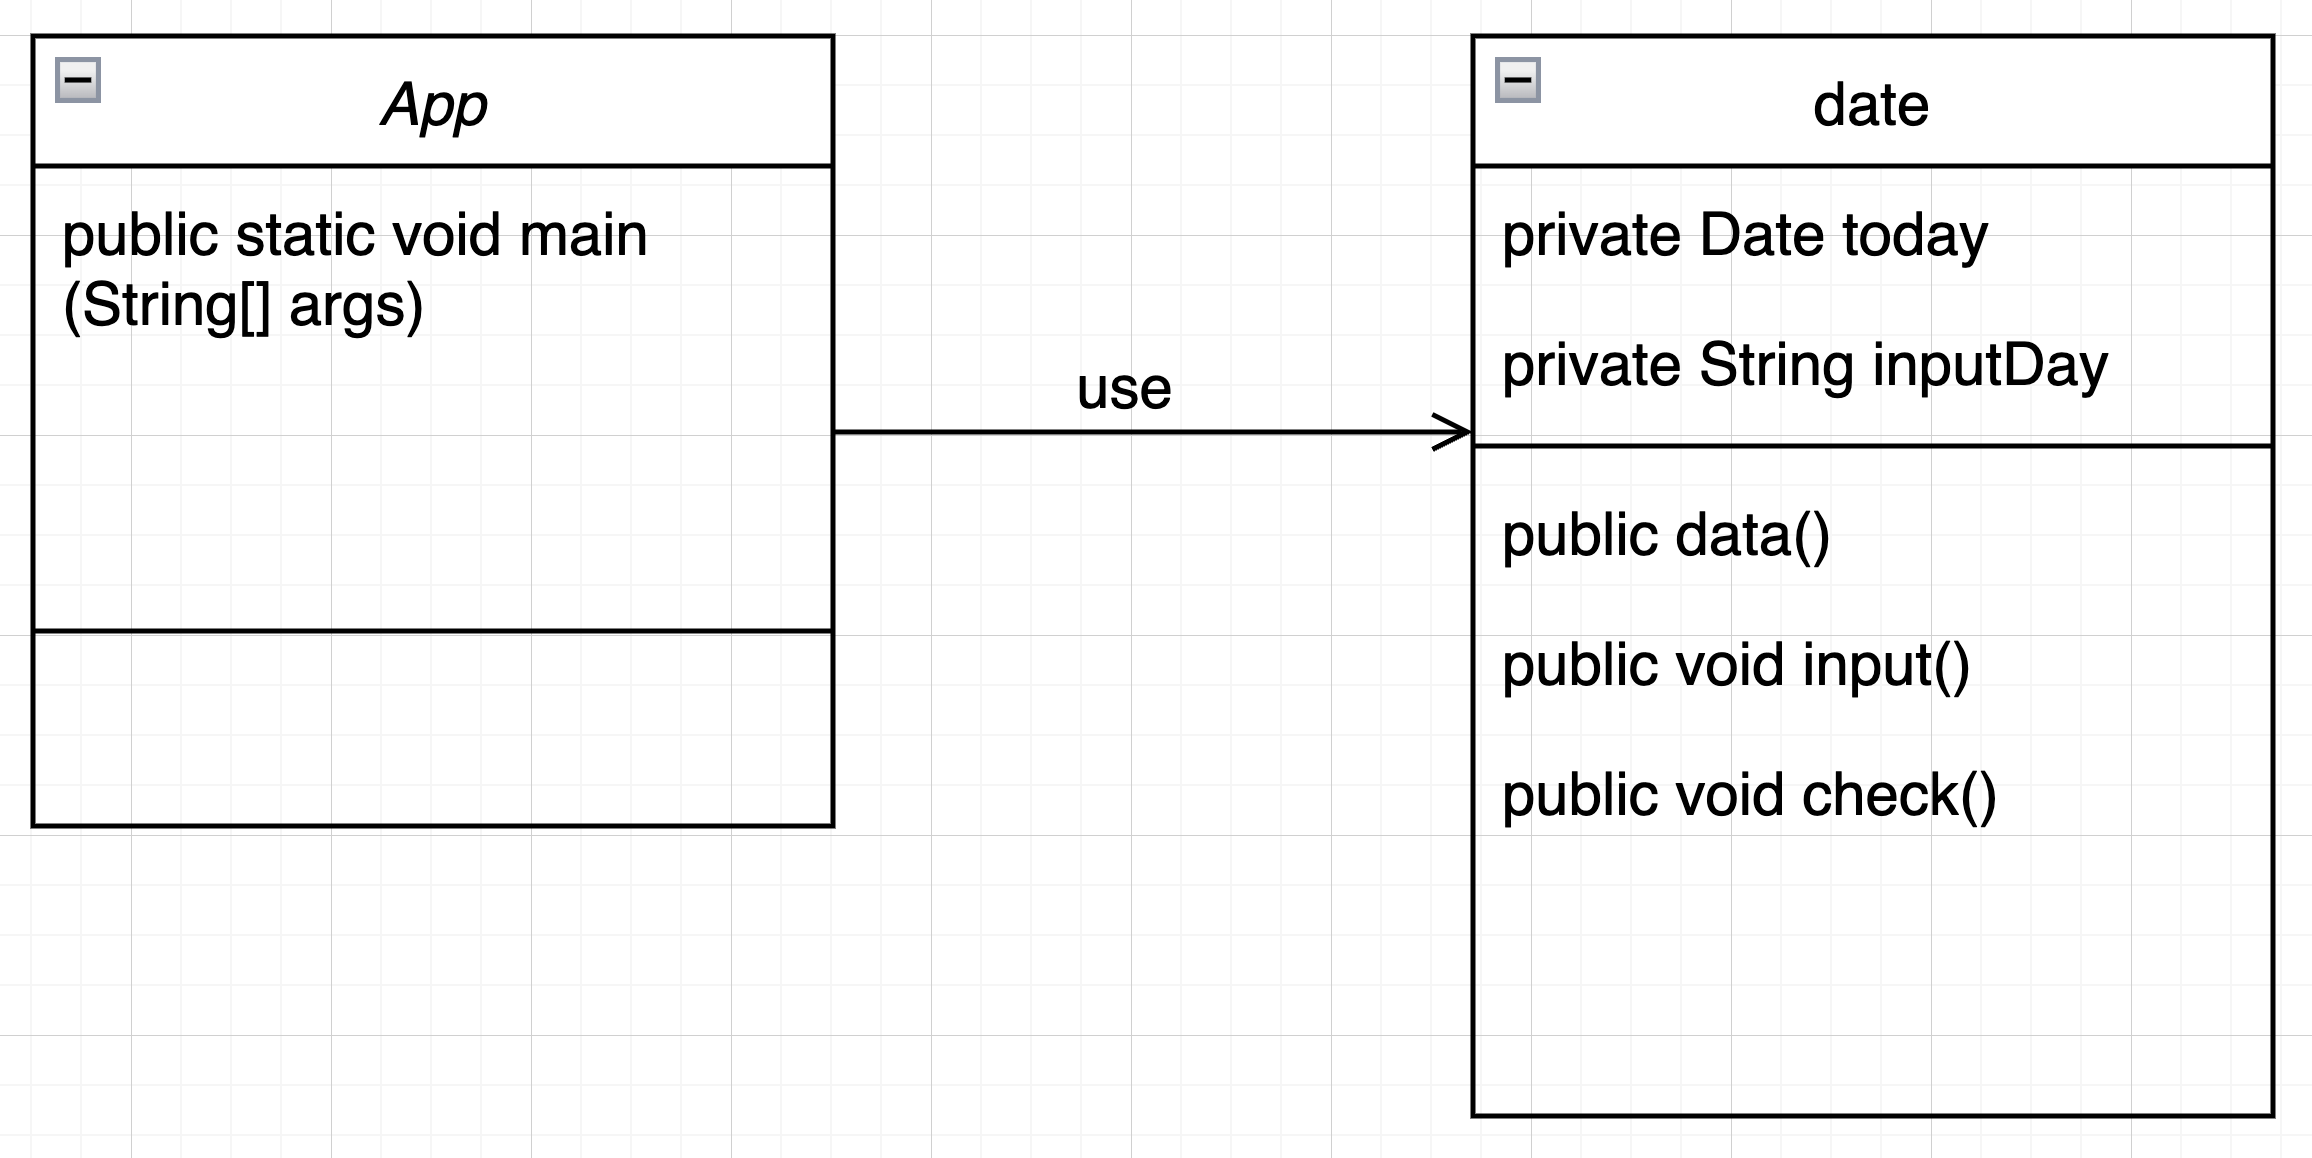 App
public static void main
(String[] args)
use
date
private Date today
private String inputDay
public data()
public void input()
public void check()